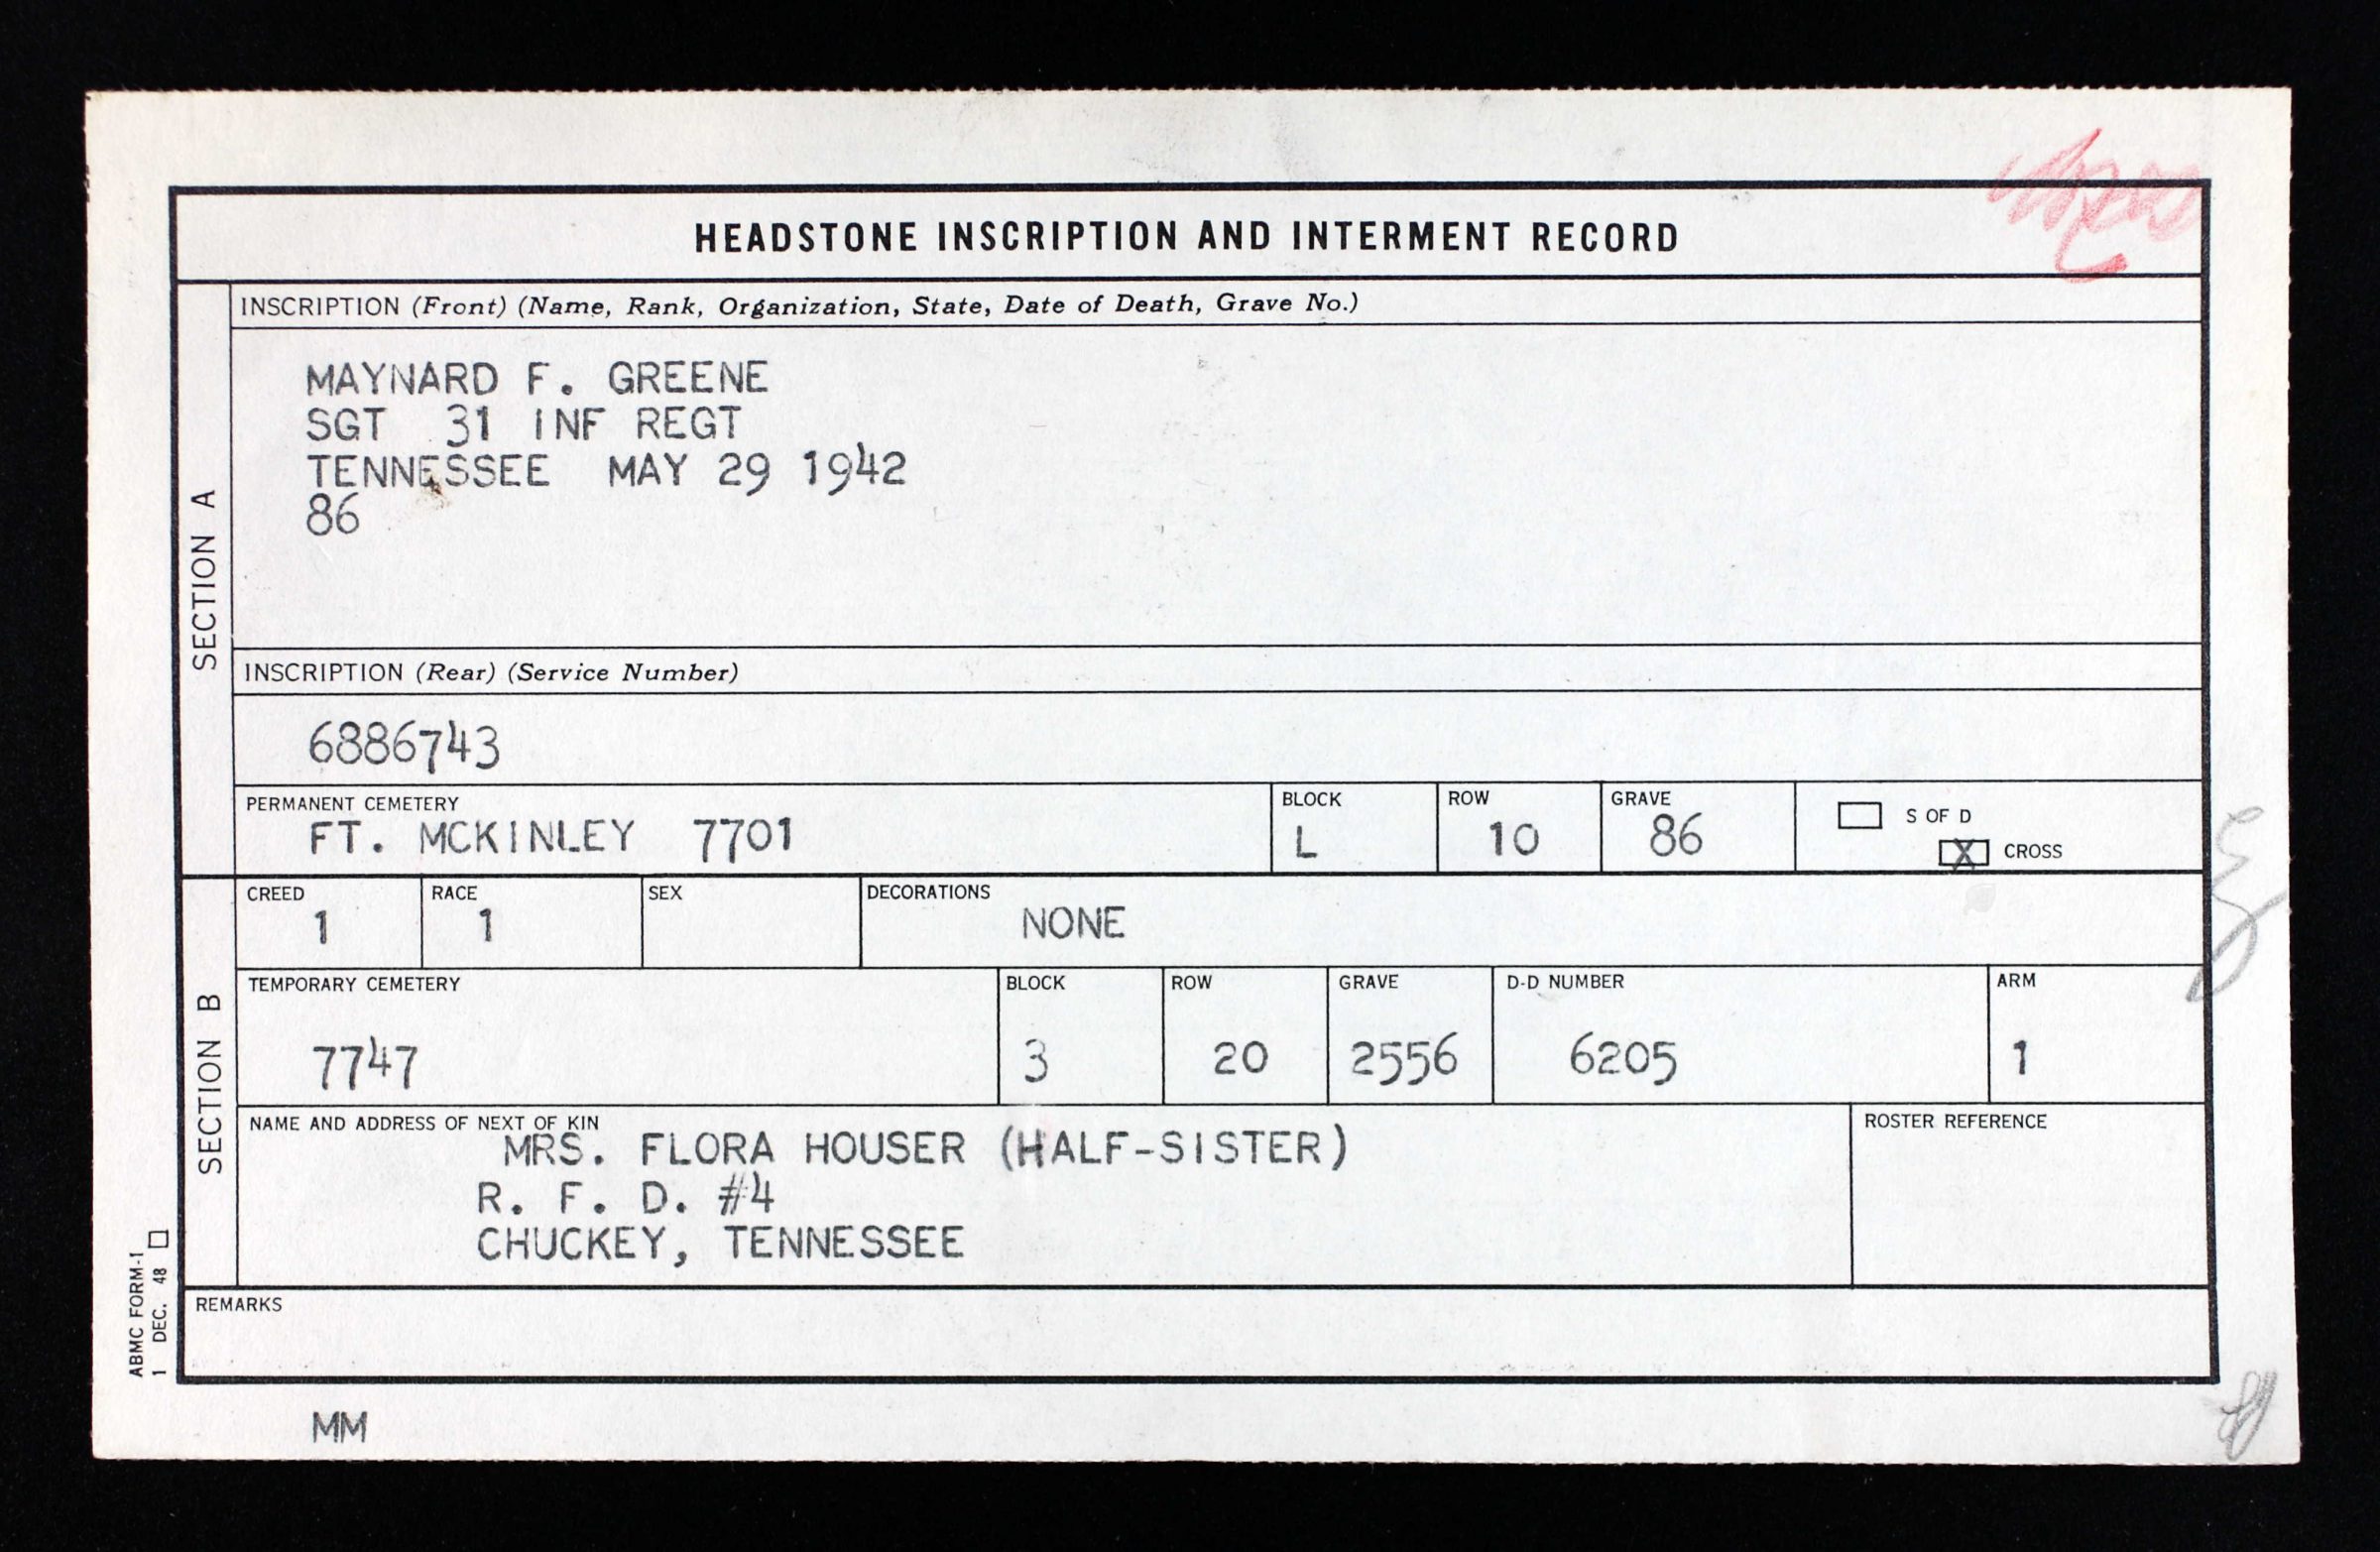 HEADSTONE INSCRIPTION AND INTERMENT RECORD
SECTION A
INSCRIPTION (Front) (Name, Rank, Organization, State, Date of Death, Grave No.)
MAYNARD F. GREENE
SGT 31 INF REGT
TENNESSEE MAY 29 1942
86
INSCRIPTION (Rear) (Service Number)
6886743
PERMANENT CEMETERY BLOCK ROW GRAVE S OF D
FT. MCKINLEY 7701 L 10 86 X CROSS
SECTION B
CREED RACE SEX DECORATIONS
1 1 NONE
TEMPORARY CEMETERY BLOCK ROW GRAVE D-D NUMBER ARM
7747 3 20 2556 6205 1
NAME AND ADDRESS OF NEXT OF KIN ROSTER REFERENCE
MRS. FLORA HOUSER (HALF-SISTER)
R. F. D. #4
CHUCKEY, TENNESSEE
REMARKS
ABMC FORM-1
1 DEC. 48
MM